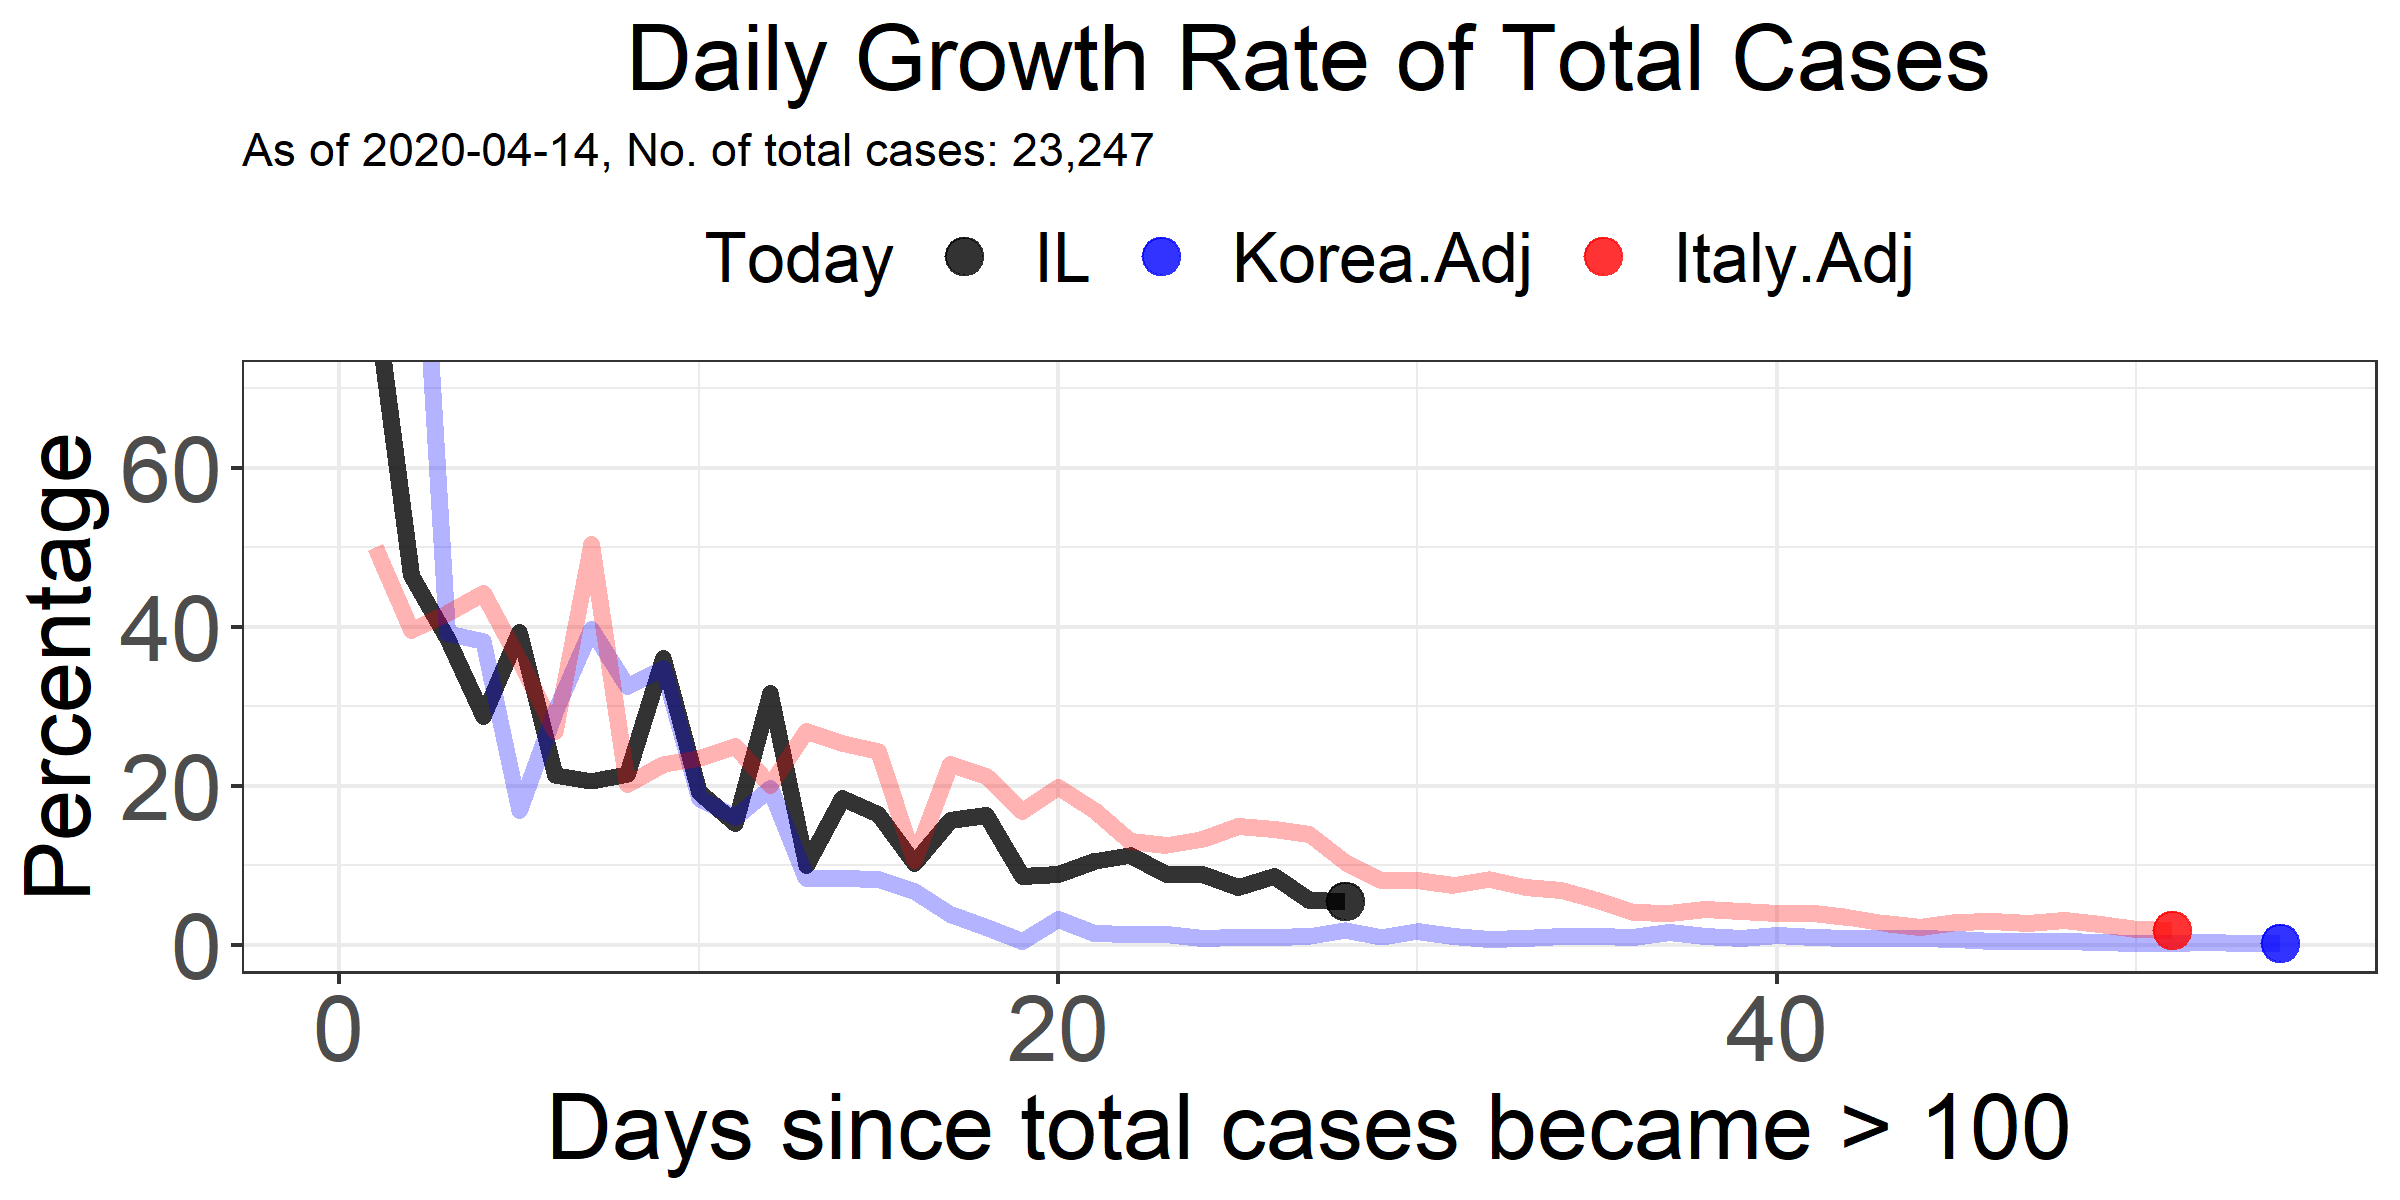 Daily Growth Rate of Total Cases
As of 2020-04-14, No. of total cases: 23,247
Today IL Korea.Adj Italy.Adj
Percentage
60
40
20
0
0 20 40
Days since total cases became > 100